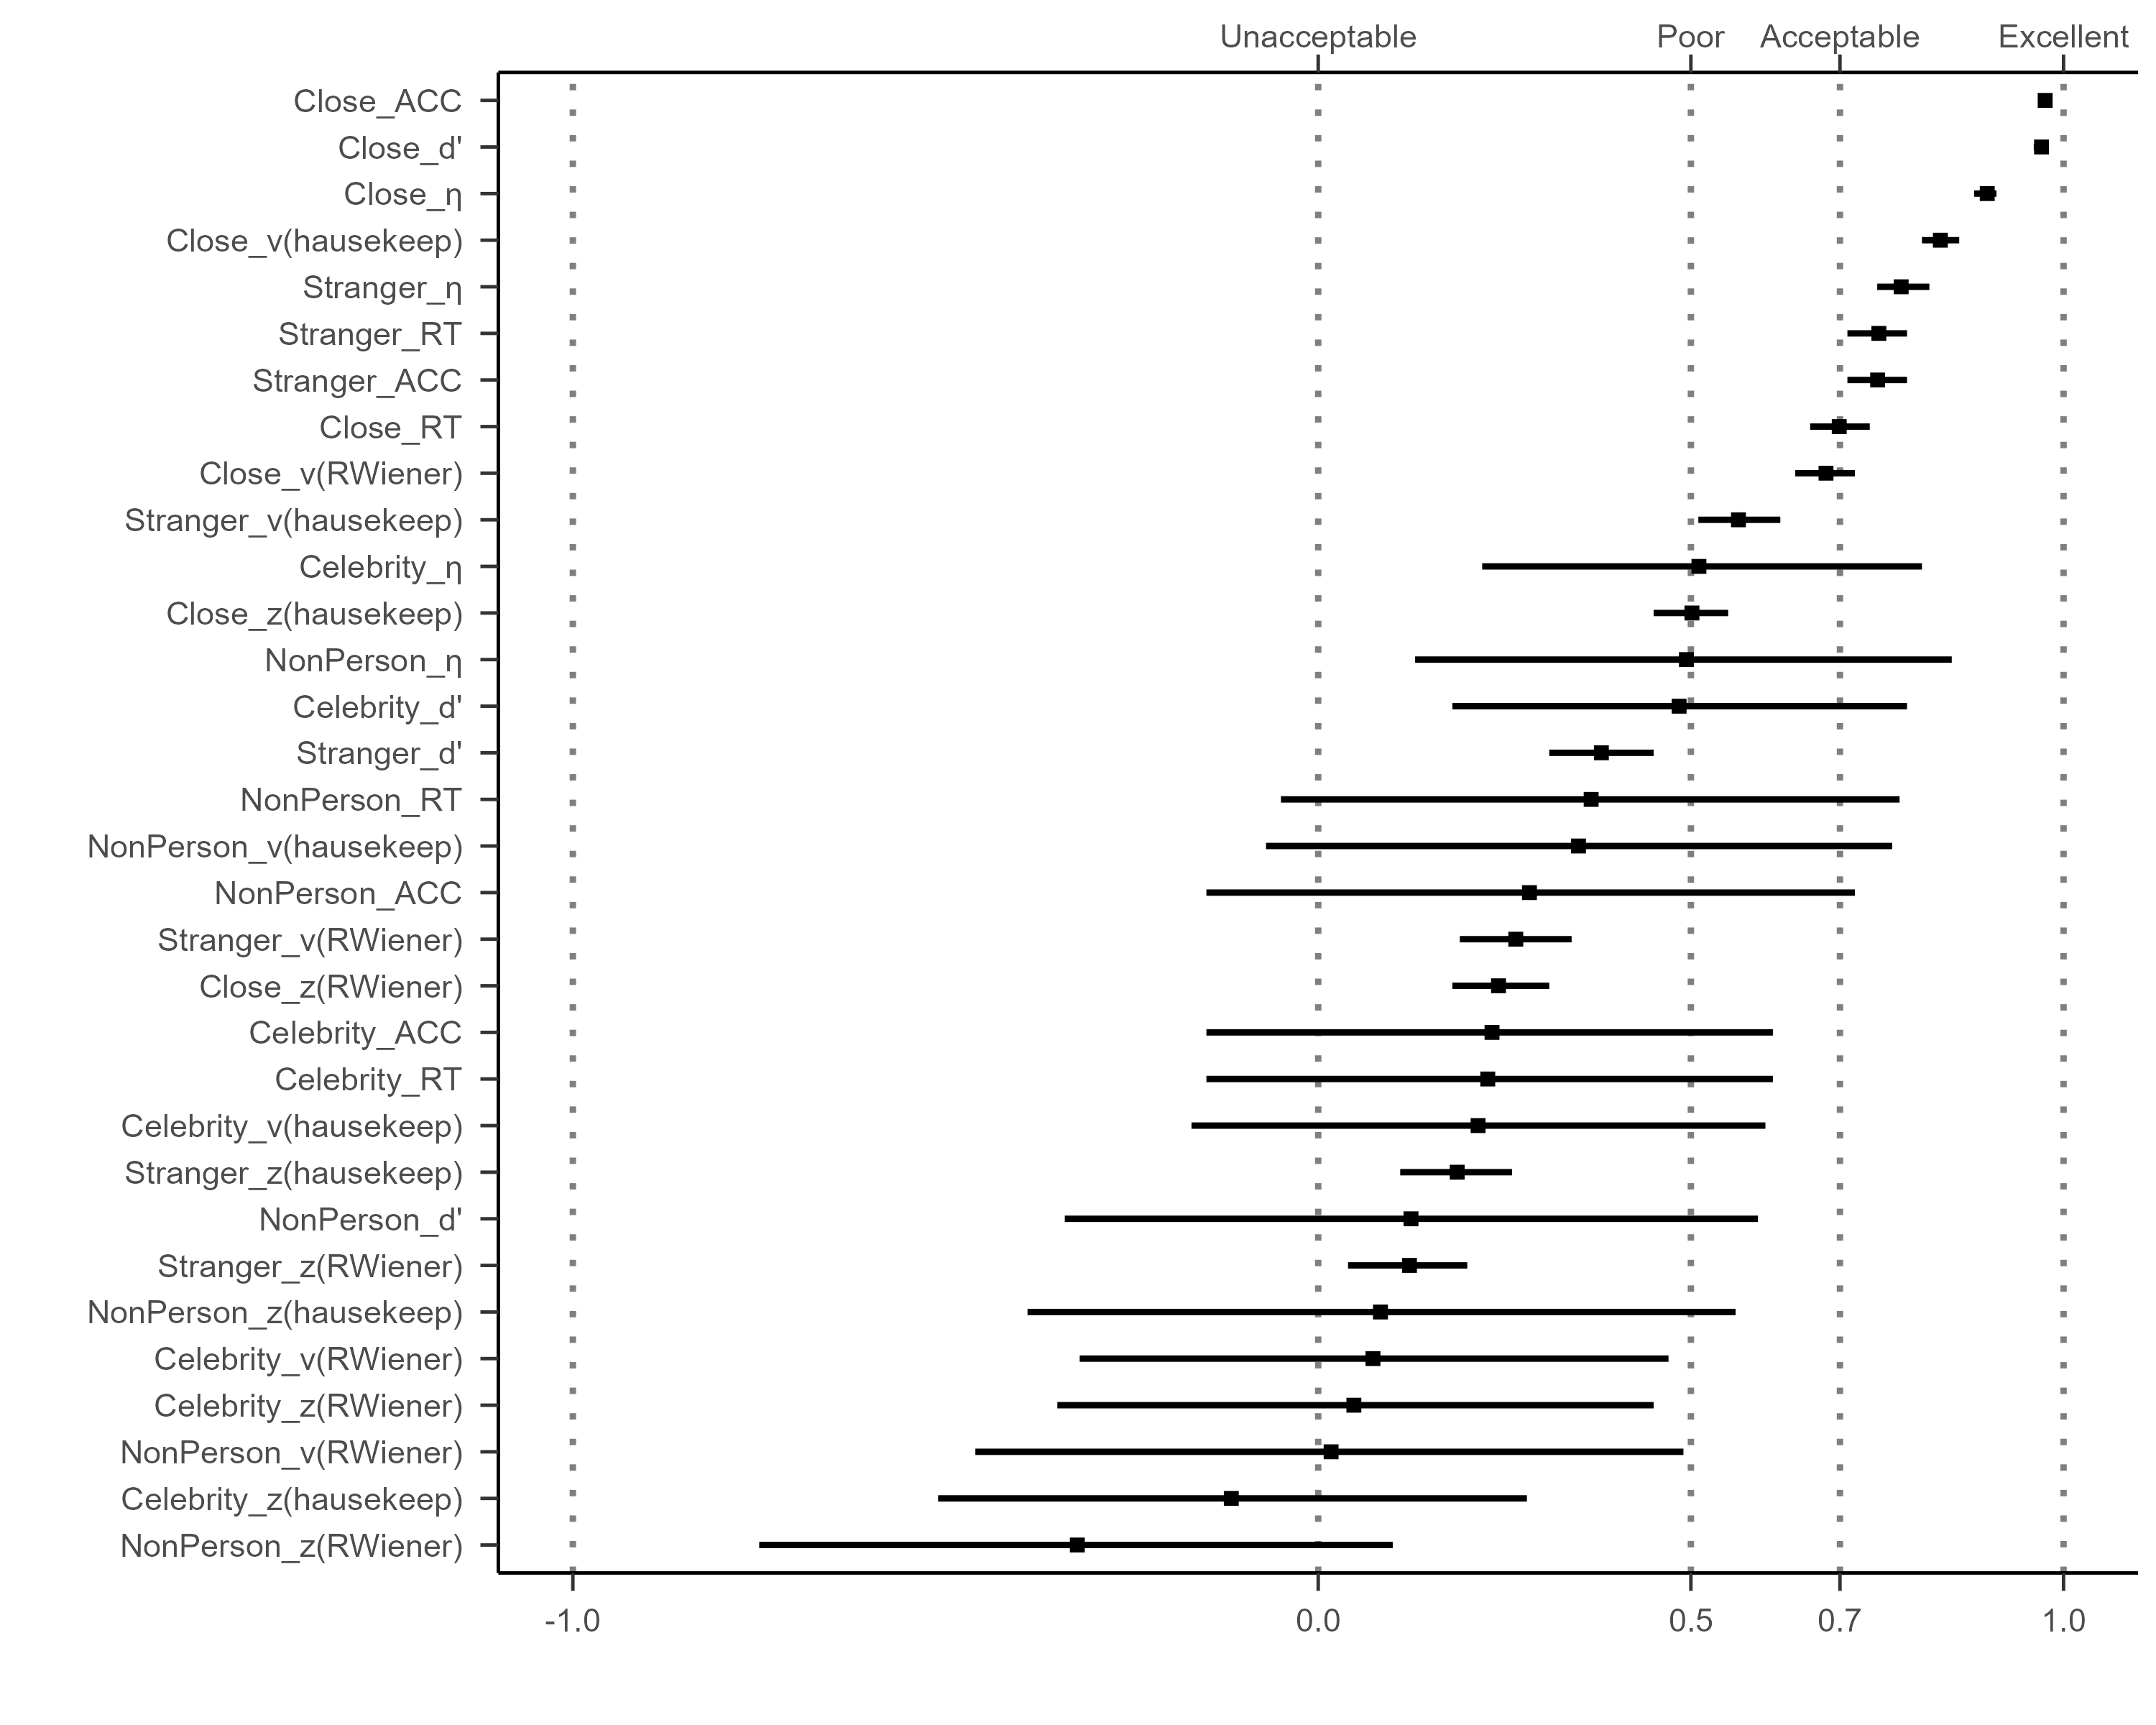 Unacceptable Poor Acceptable Excellent
Close_ACC
Close_d'
Close_η
Close_v(hausekeep)
Stranger_η
Stranger_RT
Stranger_ACC
Close_RT
Close_v(RWiener)
Stranger_v(hausekeep)
Celebrity_η
Close_z(hausekeep)
NonPerson_η
Celebrity_d'
Stranger_d'
NonPerson_RT
NonPerson_v(hausekeep)
NonPerson_ACC
Stranger_v(RWiener)
Close_z(RWiener)
Celebrity_ACC
Celebrity_RT
Celebrity_v(hausekeep)
Stranger_z(hausekeep)
NonPerson_d'
Stranger_z(RWiener)
NonPerson_z(hausekeep)
Celebrity_v(RWiener)
Celebrity_z(RWiener)
NonPerson_v(RWiener)
Celebrity_z(hausekeep)
NonPerson_z(RWiener)
-1.0 0.0 0.5 0.7 1.0